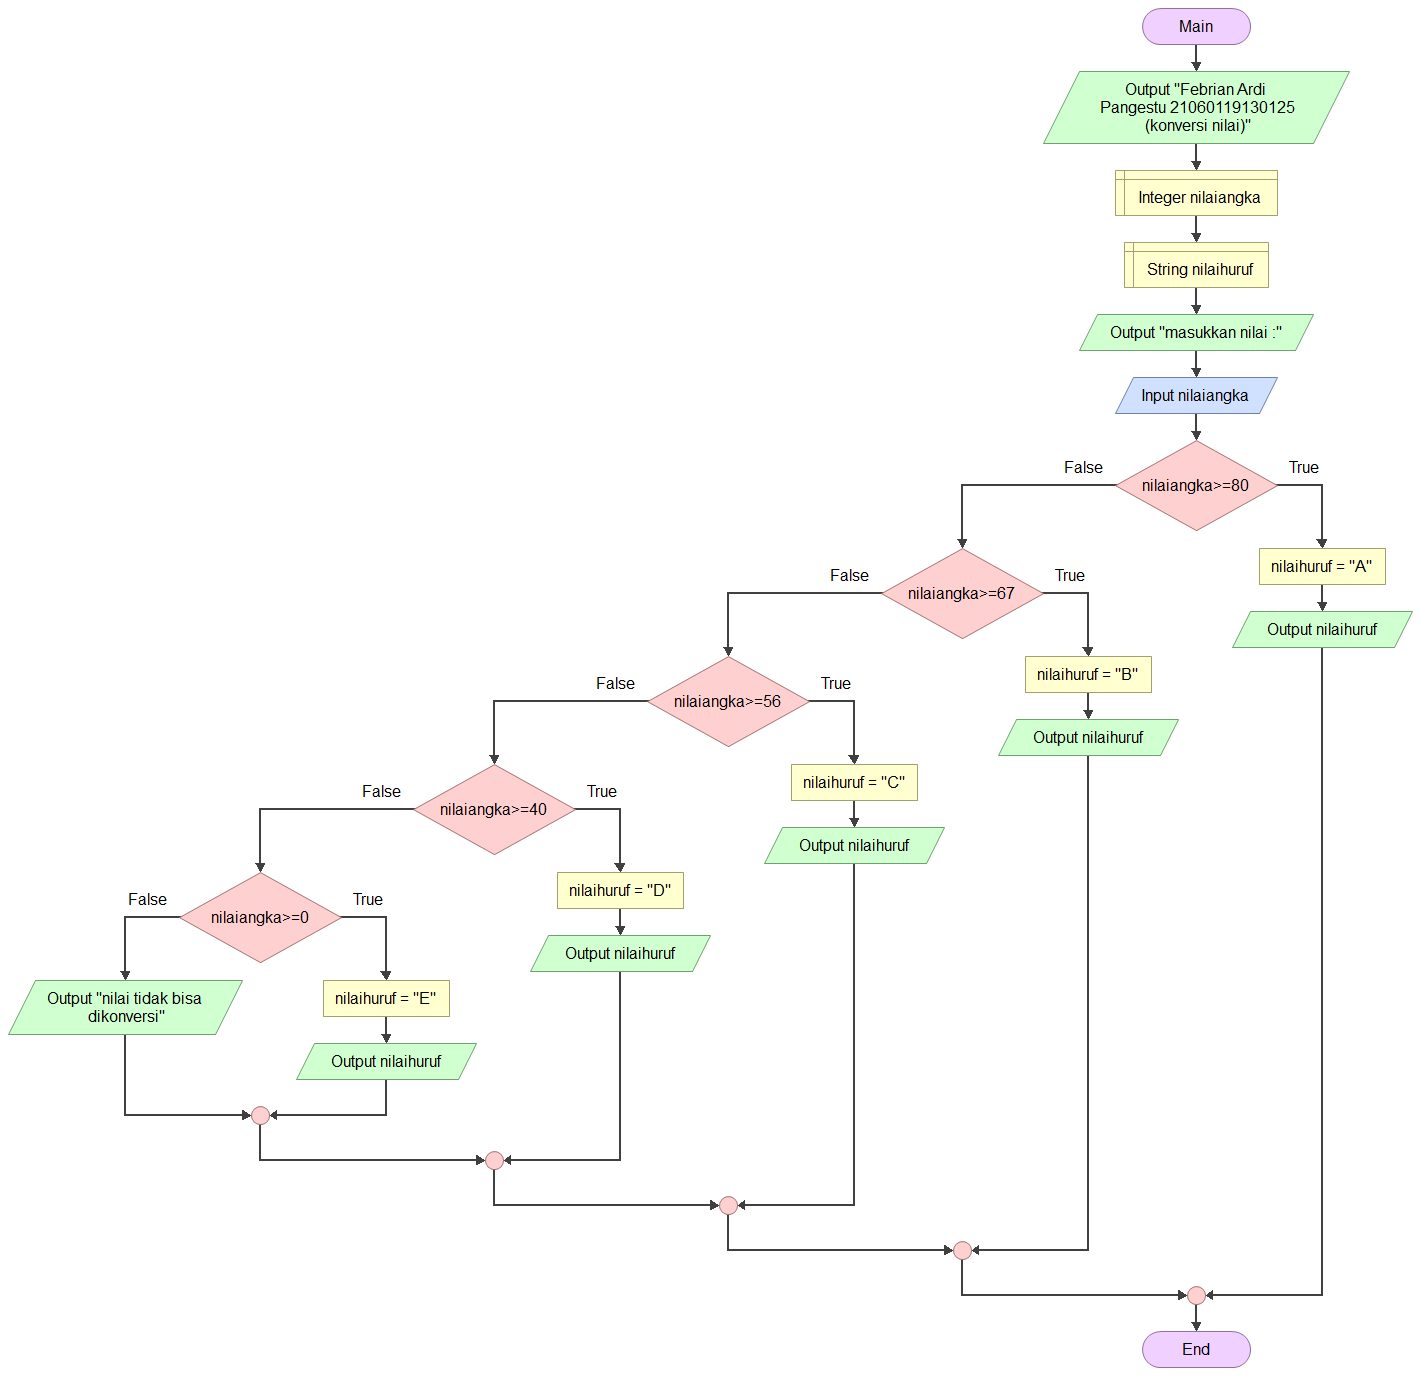 Main
Output "Febrian Ardi
Pangestu 21060119130125
(konversi nilai)"
Integer nilaiangka
String nilaihuruf
Output "masukkan nilai :"
Input nilaiangka
False
True
nilaiangka>=80
nilaihuruf = "A"
Output nilaihuruf
False
True
nilaiangka>=67
nilaihuruf = "B"
Output nilaihuruf
False
True
nilaiangka>=56
nilaihuruf = "C"
Output nilaihuruf
False
True
nilaiangka>=40
nilaihuruf = "D"
Output nilaihuruf
False
True
nilaiangka>=0
Output "nilai tidak bisa
dikonversi"
nilaihuruf = "E"
Output nilaihuruf
End